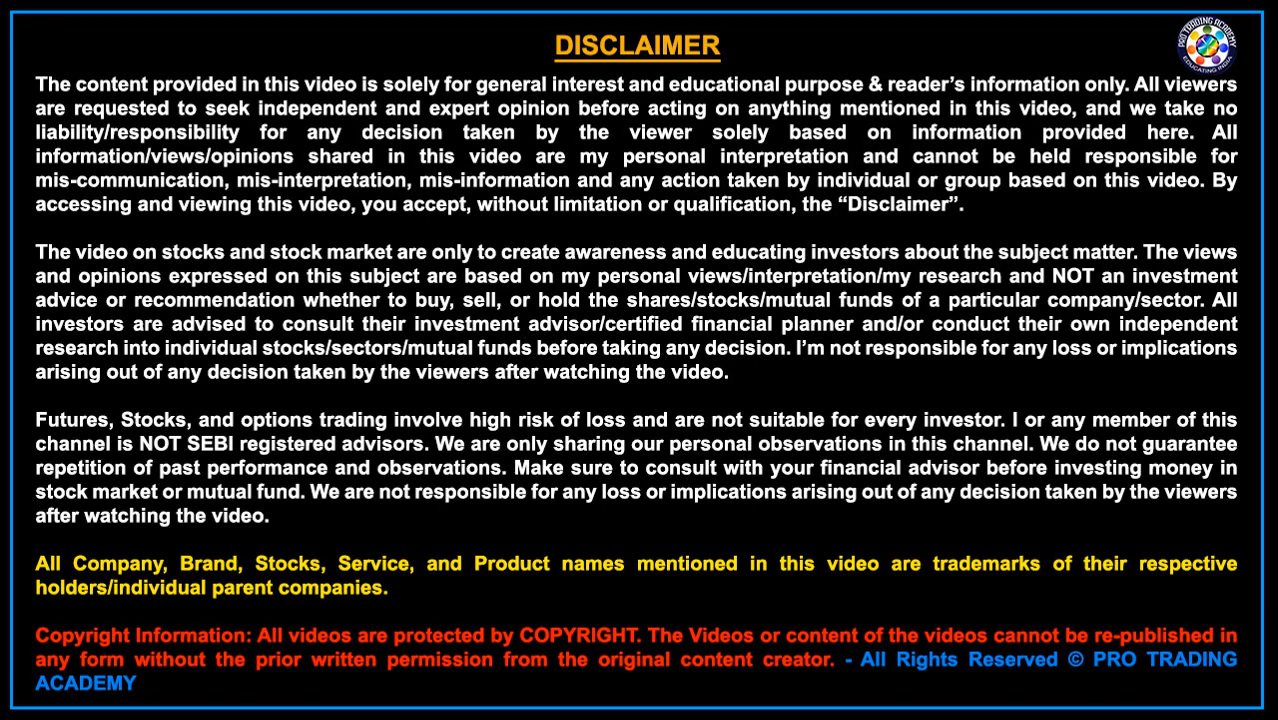 DISCLAIMER
PRO TRADING ACADEMY
EDUCATING INDIA
The content provided in this video is solely for general interest and educational purpose & reader’s information only. All viewers
are requested to seek independent and expert opinion before acting on anything mentioned in this video, and we take no
liability/responsibility for any decision taken by the viewer solely based on information provided here. All
information/views/opinions shared in this video are my personal interpretation and cannot be held responsible for
mis-communication, mis-interpretation, mis-information and any action taken by individual or group based on this video. By
accessing and viewing this video, you accept, without limitation or qualification, the “Disclaimer”.
The video on stocks and stock market are only to create awareness and educating investors about the subject matter. The views
and opinions expressed on this subject are based on my personal views/interpretation/my research and NOT an investment
advice or recommendation whether to buy, sell, or hold the shares/stocks/mutual funds of a particular company/sector. All
investors are advised to consult their investment advisor/certified financial planner and/or conduct their own independent
research into individual stocks/sectors/mutual funds before taking any decision. I’m not responsible for any loss or implications
arising out of any decision taken by the viewers after watching the video.
Futures, Stocks, and options trading involve high risk of loss and are not suitable for every investor. I or any member of this
channel is NOT SEBI registered advisors. We are only sharing our personal observations in this channel. We do not guarantee
repetition of past performance and observations. Make sure to consult with your financial advisor before investing money in
stock market or mutual fund. We are not responsible for any loss or implications arising out of any decision taken by the viewers
after watching the video.
All Company, Brand, Stocks, Service, and Product names mentioned in this video are trademarks of their respective
holders/individual parent companies.
Copyright Information: All videos are protected by COPYRIGHT. The Videos or content of the videos cannot be re-published in
any form without the prior written permission from the original content creator. - All Rights Reserved © PRO TRADING
ACADEMY